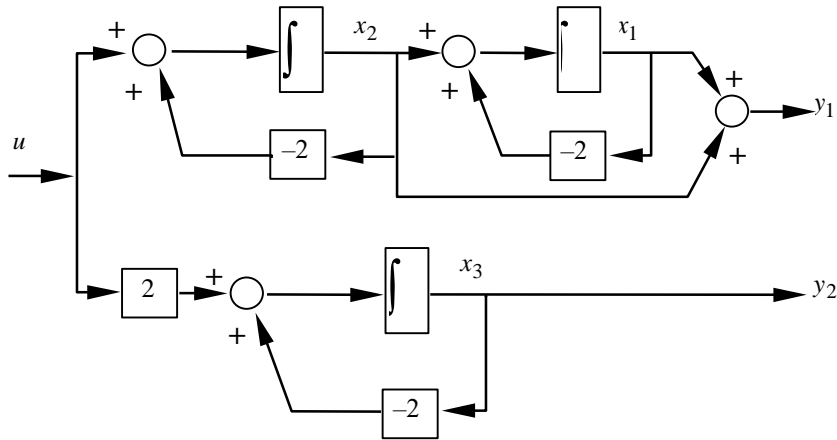 + ∫ x₂ + ∫ x₁ +
+ + y₁
u –2 –2 +
2 + ∫ x₃ y₂
+
–2